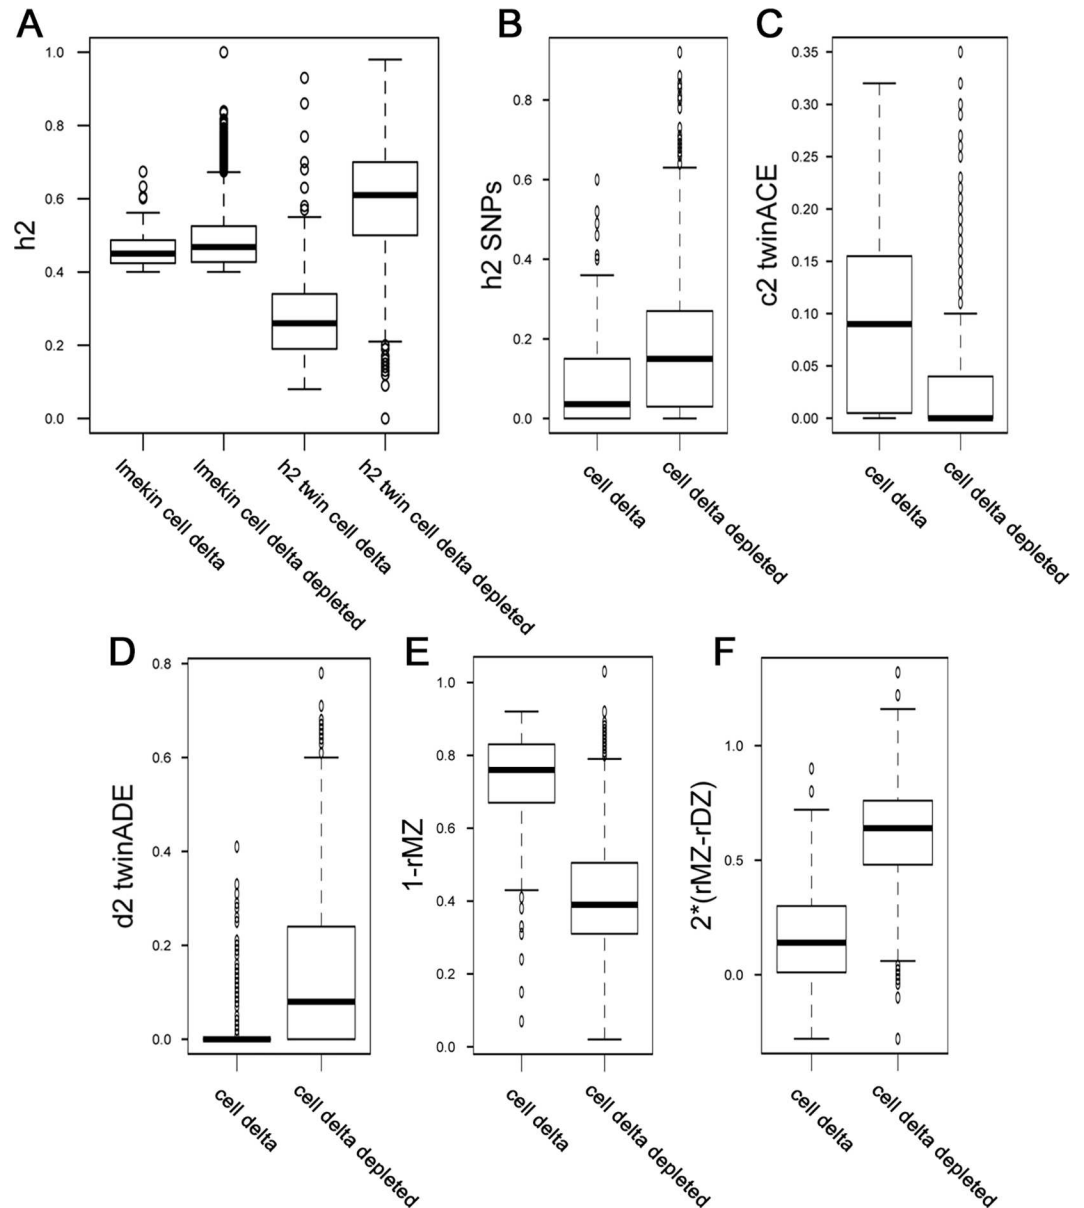 A
h2
1.0
0.8
0.6
0.4
0.2
0.0
lmekin cell delta
lmekin cell delta depleted
h2 twin cell delta
h2 twin cell delta depleted
B
h2 SNPs
0.8
0.6
0.4
0.2
0.0
cell delta
cell delta depleted
C
c2 twinACE
0.35
0.30
0.25
0.20
0.15
0.10
0.05
0.00
cell delta
cell delta depleted
D
d2 twinADE
0.8
0.6
0.4
0.2
0.0
cell delta
cell delta depleted
E
1-rMZ
1.0
0.8
0.6
0.4
0.2
0.0
cell delta
cell delta depleted
F
2*(rMZ-rDZ)
1.0
0.5
0.0
cell delta
cell delta depleted